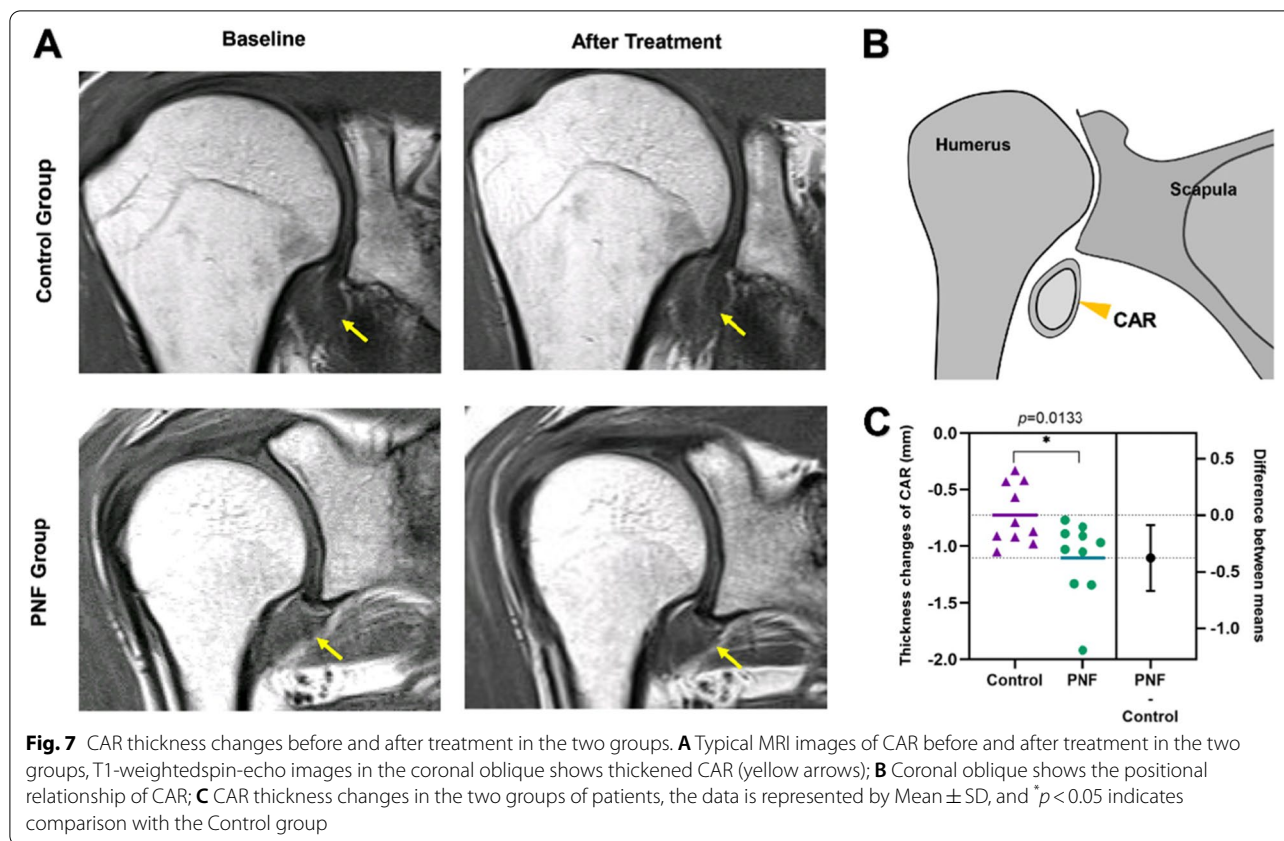 A
Baseline
After Treatment
Control Group
PNF Group
B
Humerus
Scapula
CAR
C
p=0.0133
*
Thickness changes of CAR (mm)
0.0
-0.5
-1.0
-1.5
-2.0
Control
PNF
PNF
-
Control
0.5
0.0
-0.5
-1.0
Difference between means
Fig. 7 CAR thickness changes before and after treatment in the two groups. A Typical MRI images of CAR before and after treatment in the two
groups, T1-weightedspin-echo images in the coronal oblique shows thickened CAR (yellow arrows); B Coronal oblique shows the positional
relationship of CAR; C CAR thickness changes in the two groups of patients, the data is represented by Mean ± SD, and *p < 0.05 indicates
comparison with the Control group